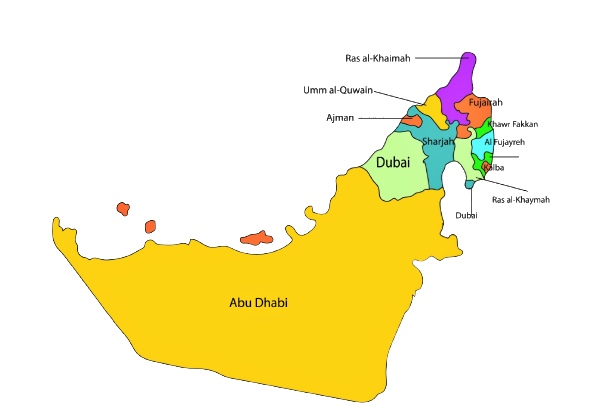 Ras al-Khaimah
Umm al-Quwain
Fujairah
Ajman
Khawr Fakkan
Sharjah
Al Fujayreh
Dubai
Kalba
Ras al-Khaymah
Dubai
Abu Dhabi